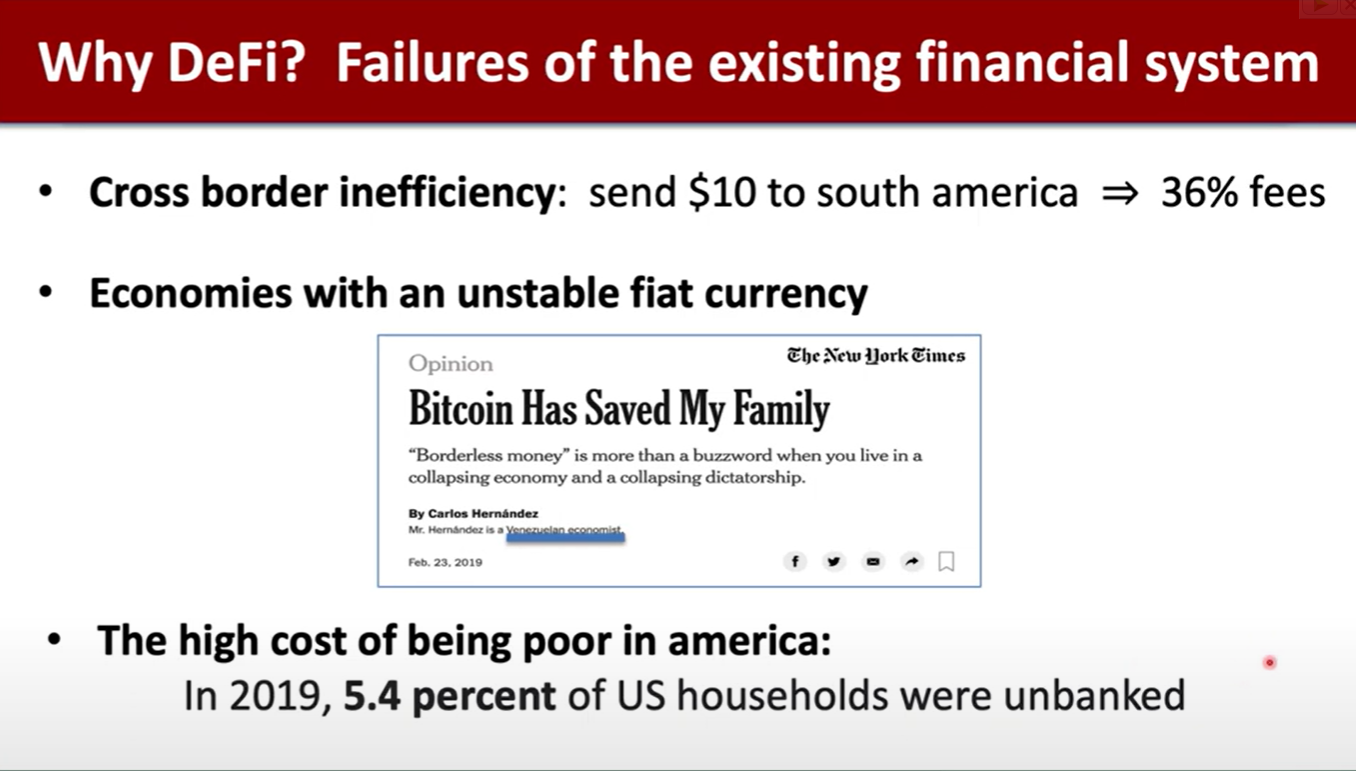 Why DeFi? Failures of the existing financial system
• Cross border inefficiency: send $10 to south america ⇒ 36% fees
• Economies with an unstable fiat currency
Opinion
The New York Times
Bitcoin Has Saved My Family
“Borderless money” is more than a buzzword when you live in a
collapsing economy and a collapsing dictatorship.
By Carlos Hernández
Mr. Hernández is a Venezuelan economist.
Feb. 23, 2019
• The high cost of being poor in america:
In 2019, 5.4 percent of US households were unbanked